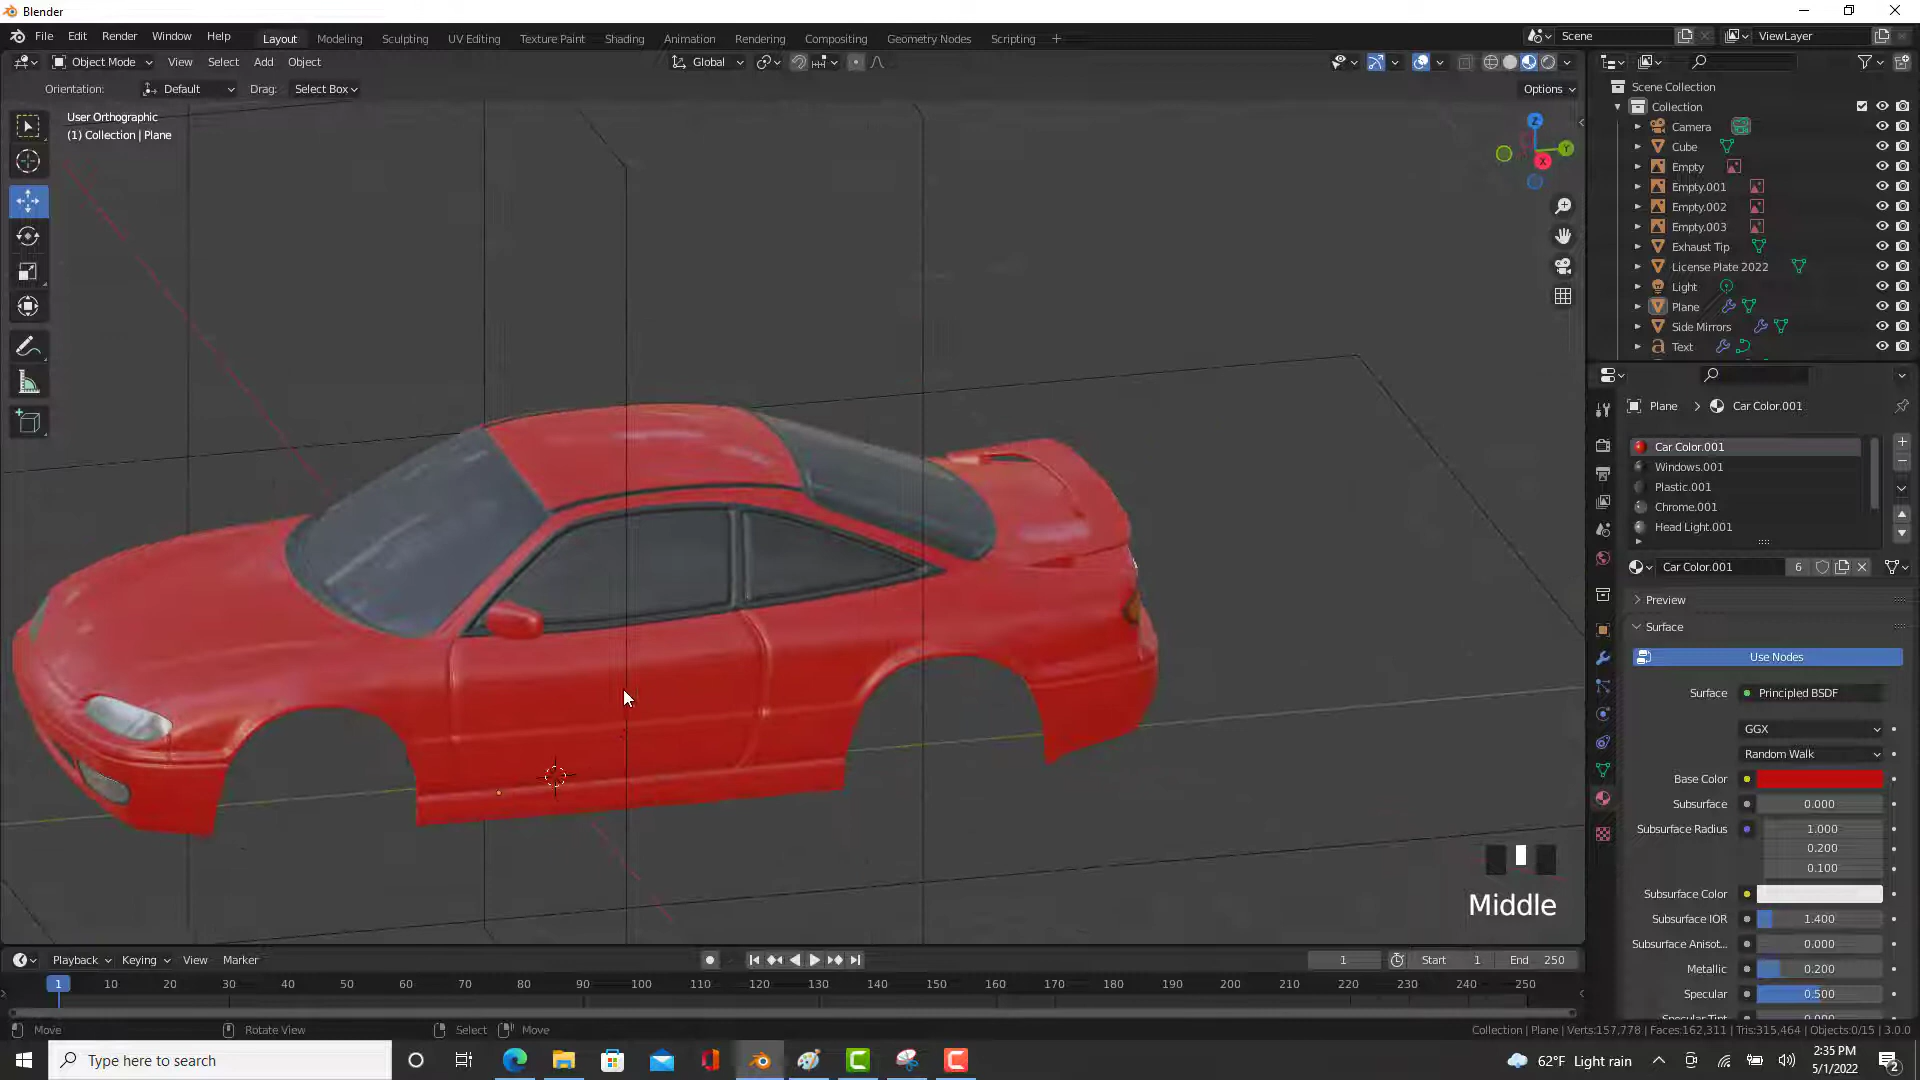 Blender
File Edit Render Window Help
Layout Modeling Sculpting UV Editing Texture Paint Shading Animation Rendering Compositing Geometry Nodes Scripting
Scene
ViewLayer
Object Mode View Select Add Object
Global
Orientation: Default Drag: Select Box
Options
User Orthographic
(1) Collection | Plane
Z
Y
X
Scene Collection
Collection
Camera
Cube
Empty
Empty.001
Empty.002
Empty.003
Exhaust Tip
License Plate 2022
Light
Plane
Side Mirrors
Text
Plane > Car Color.001
Car Color.001
Windows.001
Plastic.001
Chrome.001
Head Light.001
Car Color.001 6
Preview
Surface
Use Nodes
Surface Principled BSDF
GGX
Random Walk
Base Color
Subsurface 0.000
Subsurface Radius 1.000
0.200
0.100
Subsurface Color
Subsurface IOR 1.400
Subsurface Anisot... 0.000
Metallic 0.200
Specular 0.500
Middle
Playback Keying View Marker
1 Start 1 End 250
1 10 20 30 40 50 60 70 80 90 100 110 120 130 140 150 160 170 180 190 200 210 220 230 240 250
Move Rotate View Select Move
Collection | Plane | Verts:157,778 | Faces:162,311 | Tris:315,464 | Objects:0/15 | 3.0.0
Type here to search
62°F Light rain
2:35 PM
5/1/2022
2